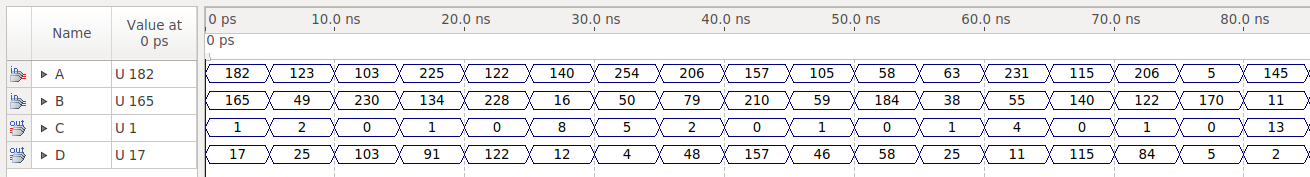 Name Value at 0 ps 0 ps 10.0 ns 20.0 ns 30.0 ns 40.0 ns 50.0 ns 60.0 ns 70.0 ns 80.0 ns
0 ps
in A U 182 182 123 103 225 122 140 254 206 157 105 58 63 231 115 206 5 145
in B U 165 165 49 230 134 228 16 50 79 210 59 184 38 55 140 122 170 11
out C U 1 1 2 0 1 0 8 5 2 0 1 0 1 4 0 1 0 13
out D U 17 17 25 103 91 122 12 4 48 157 46 58 25 11 115 84 5 2